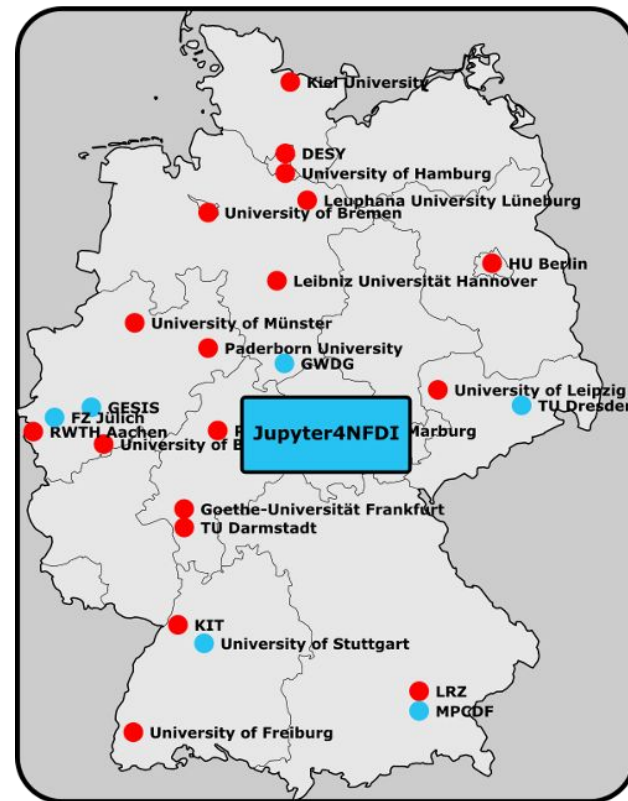 Kiel University
DESY
University of Hamburg
Leuphana University Lüneburg
University of Bremen
HU Berlin
Leibniz Universität Hannover
University of Münster
Paderborn University
GWDG
University of Leipzig
TU Dresden
GESIS
FZ Jülich
RWTH Aachen
University of
Marburg
Jupyter4NFDI
Goethe-Universität Frankfurt
TU Darmstadt
KIT
University of Stuttgart
LRZ
MPCDF
University of Freiburg